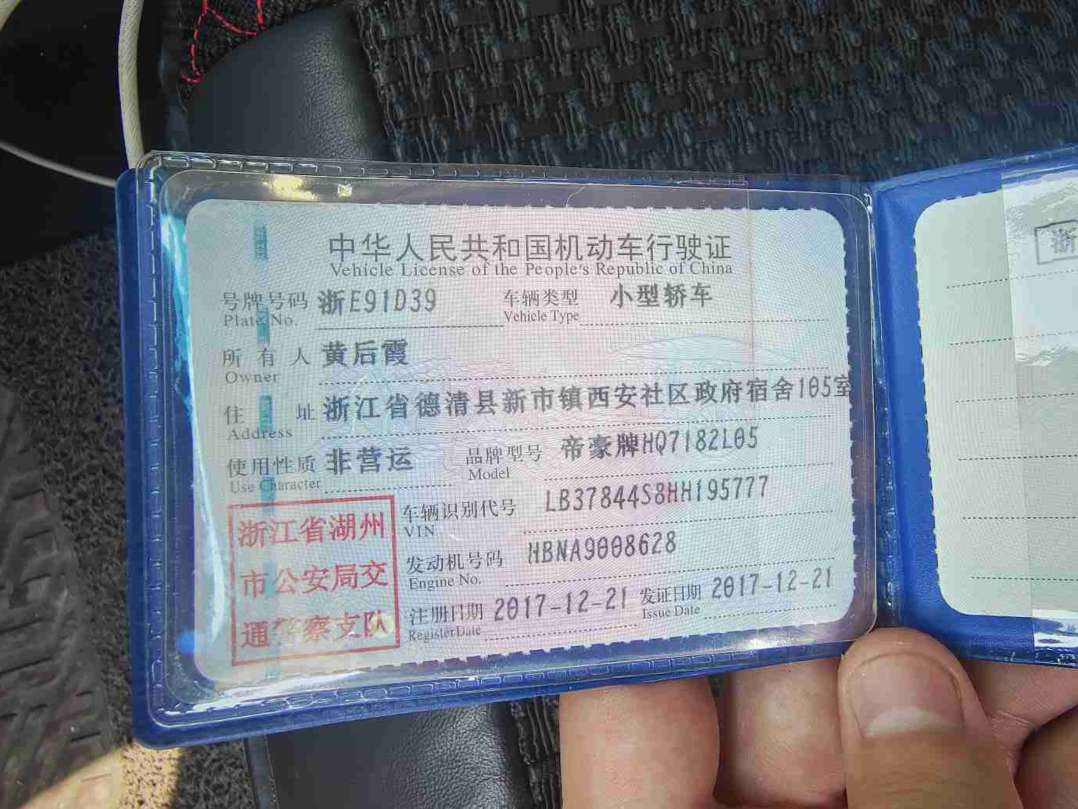 中华人民共和国机动车行驶证
Vehicle License of the People's Republic of China
号牌号码 浙E91D39 车辆类型 小型轿车
Plate No. Vehicle Type
所有人 黄后霞
Owner
住址 浙江省德清县新市镇西安社区政府宿舍105室
Address
使用性质 非营运 品牌型号 帝豪牌HQ7182L05
Use Character Model
车辆识别代号 LB37844S8HH195777
VIN
发动机号码 HBNA9008628
Engine No.
注册日期 2017-12-21 发证日期 2017-12-21
Register Date Issue Date
浙江省湖州
市公安局交
通警察支队
浙